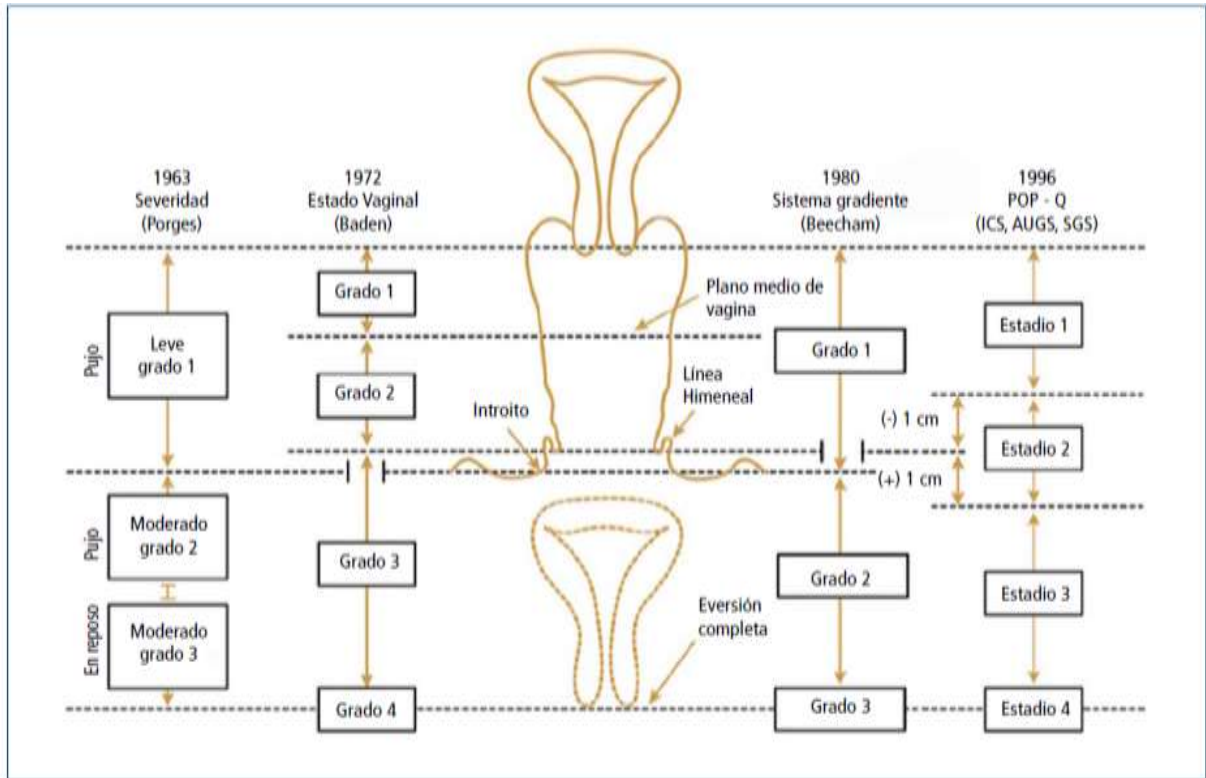 1963
Severidad
(Porges)
1972
Estado Vaginal
(Baden)
1980
Sistema gradiente
(Beecham)
1996
POP - Q
(ICS, AUGS, SGS)
Pujo
Leve
grado 1
Pujo
Moderado
grado 2
En reposo
Moderado
grado 3
Grado 1
Grado 2
Grado 3
Grado 4
Plano medio de
vagina
Línea
Himeneal
Introito
Eversión
completa
Grado 1
Grado 2
Grado 3
(-) 1 cm
(+) 1 cm
Estadio 1
Estadio 2
Estadio 3
Estadio 4